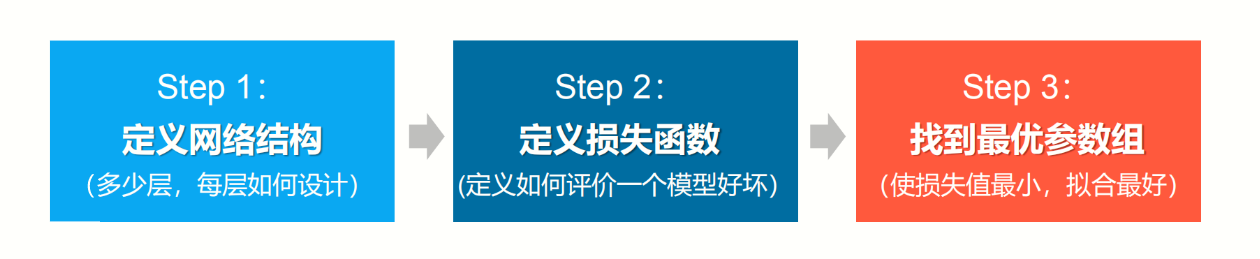 Step 1：
定义网络结构
（多少层，每层如何设计）
Step 2：
定义损失函数
(定义如何评价一个模型好坏）
Step 3：
找到最优参数组
（使损失值最小，拟合最好）